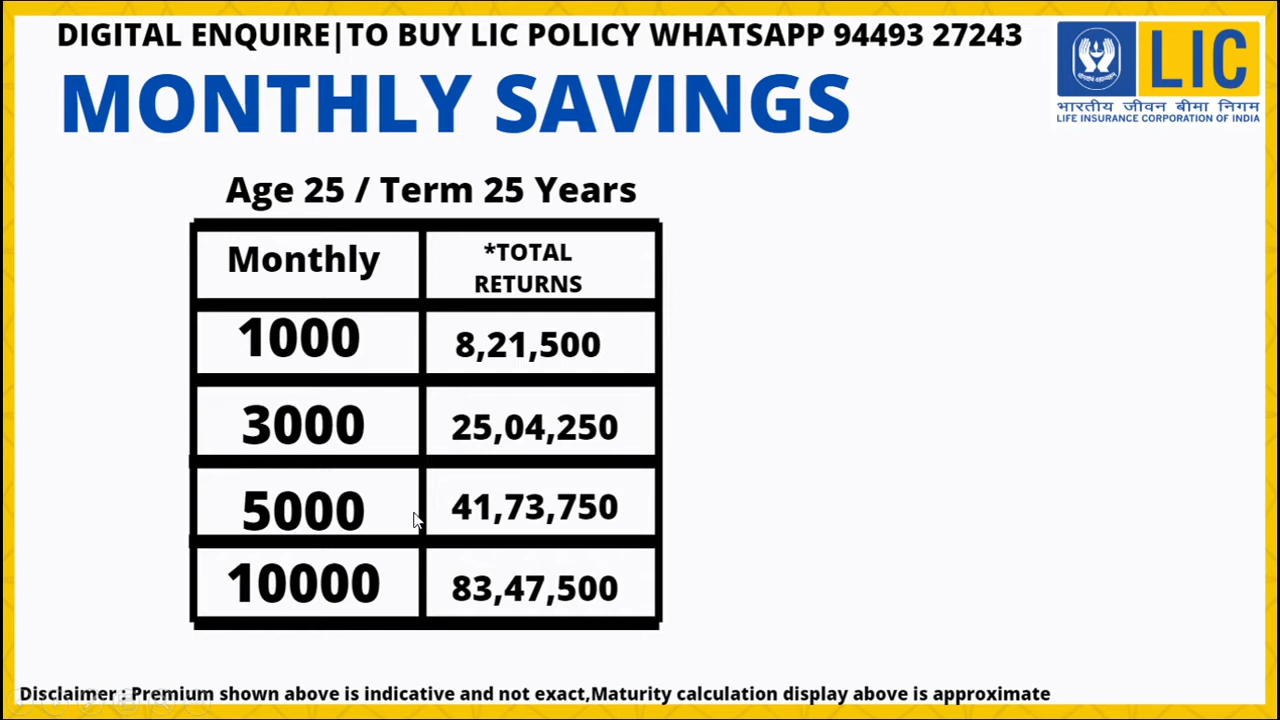 DIGITAL ENQUIRE|TO BUY LIC POLICY WHATSAPP 94493 27243
MONTHLY SAVINGS
LIC
भारतीय जीवन बीमा निगम
LIFE INSURANCE CORPORATION OF INDIA
Age 25 / Term 25 Years
Monthly
*TOTAL
RETURNS
1000
8,21,500
3000
25,04,250
5000
41,73,750
10000
83,47,500
Disclaimer : Premium shown above is indicative and not exact,Maturity calculation display above is approximate